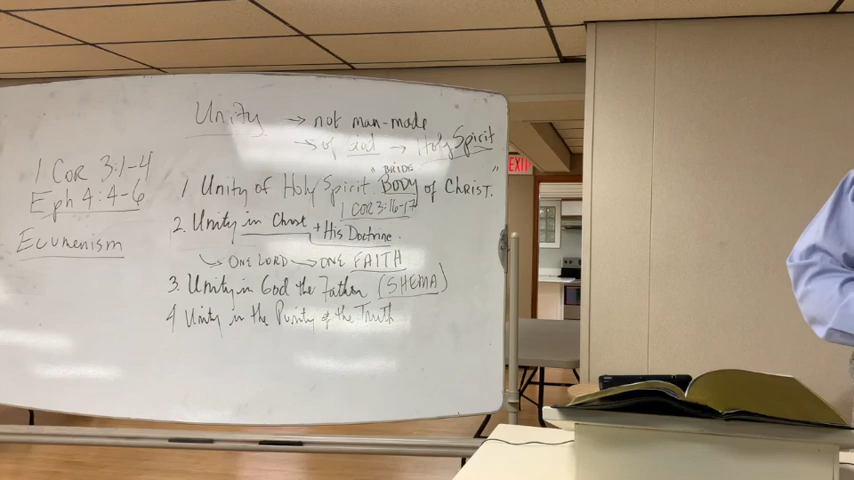 Unity → not man-made
→ of God → Holy Spirit
1 Cor 3:1-4
Eph 4:4-6
Ecumenism
"BRIDE
1. Unity of Holy Spirit. BODY of Christ."
1 COR 3:16-17
2. Unity in Christ + His Doctrine.
→ ONE LORD → ONE FAITH
3. Unity in God the Father (SHEMA)
4 Unity in the Purity of the Truth
EXIT